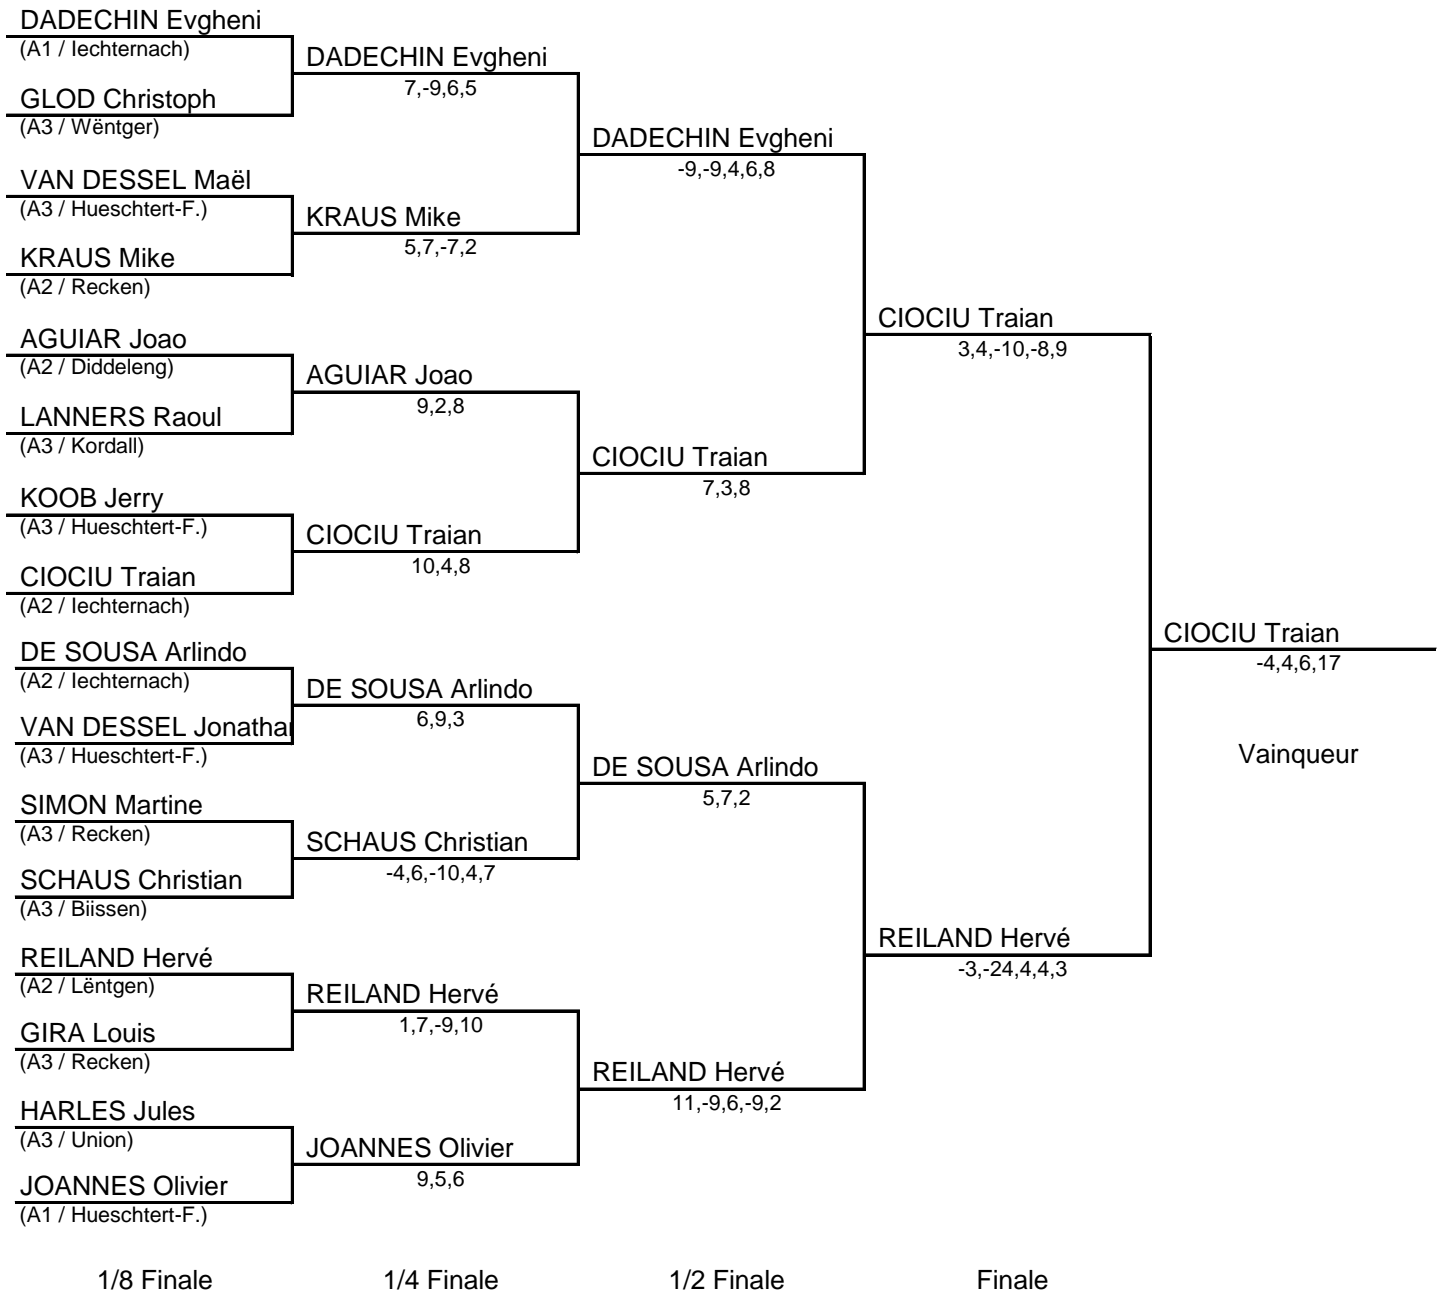 DADECHIN Evgheni
(A1 / Iechternach)
GLOD Christoph
(A3 / Wëntger)
VAN DESSEL Maël
(A3 / Hueschtert-F.)
KRAUS Mike
(A2 / Recken)
AGUIAR Joao
(A2 / Diddeleng)
LANNERS Raoul
(A3 / Kordall)
KOOB Jerry
(A3 / Hueschtert-F.)
CIOCIU Traian
(A2 / Iechternach)
DE SOUSA Arlindo
(A2 / Iechternach)
VAN DESSEL Jonathan
(A3 / Hueschtert-F.)
SIMON Martine
(A3 / Recken)
SCHAUS Christian
(A3 / Biissen)
REILAND Hervé
(A2 / Lëntgen)
GIRA Louis
(A3 / Recken)
HARLES Jules
(A3 / Union)
JOANNES Olivier
(A1 / Hueschtert-F.)
1/8 Finale
DADECHIN Evgheni
7,-9,6,5
KRAUS Mike
5,7,-7,2
AGUIAR Joao
9,2,8
CIOCIU Traian
10,4,8
DE SOUSA Arlindo
6,9,3
SCHAUS Christian
-4,6,-10,4,7
REILAND Hervé
1,7,-9,10
JOANNES Olivier
9,5,6
1/4 Finale
DADECHIN Evgheni
-9,-9,4,6,8
CIOCIU Traian
7,3,8
DE SOUSA Arlindo
5,7,2
REILAND Hervé
11,-9,6,-9,2
1/2 Finale
CIOCIU Traian
3,4,-10,-8,9
REILAND Hervé
-3,-24,4,4,3
Finale
CIOCIU Traian
-4,4,6,17
Vainqueur